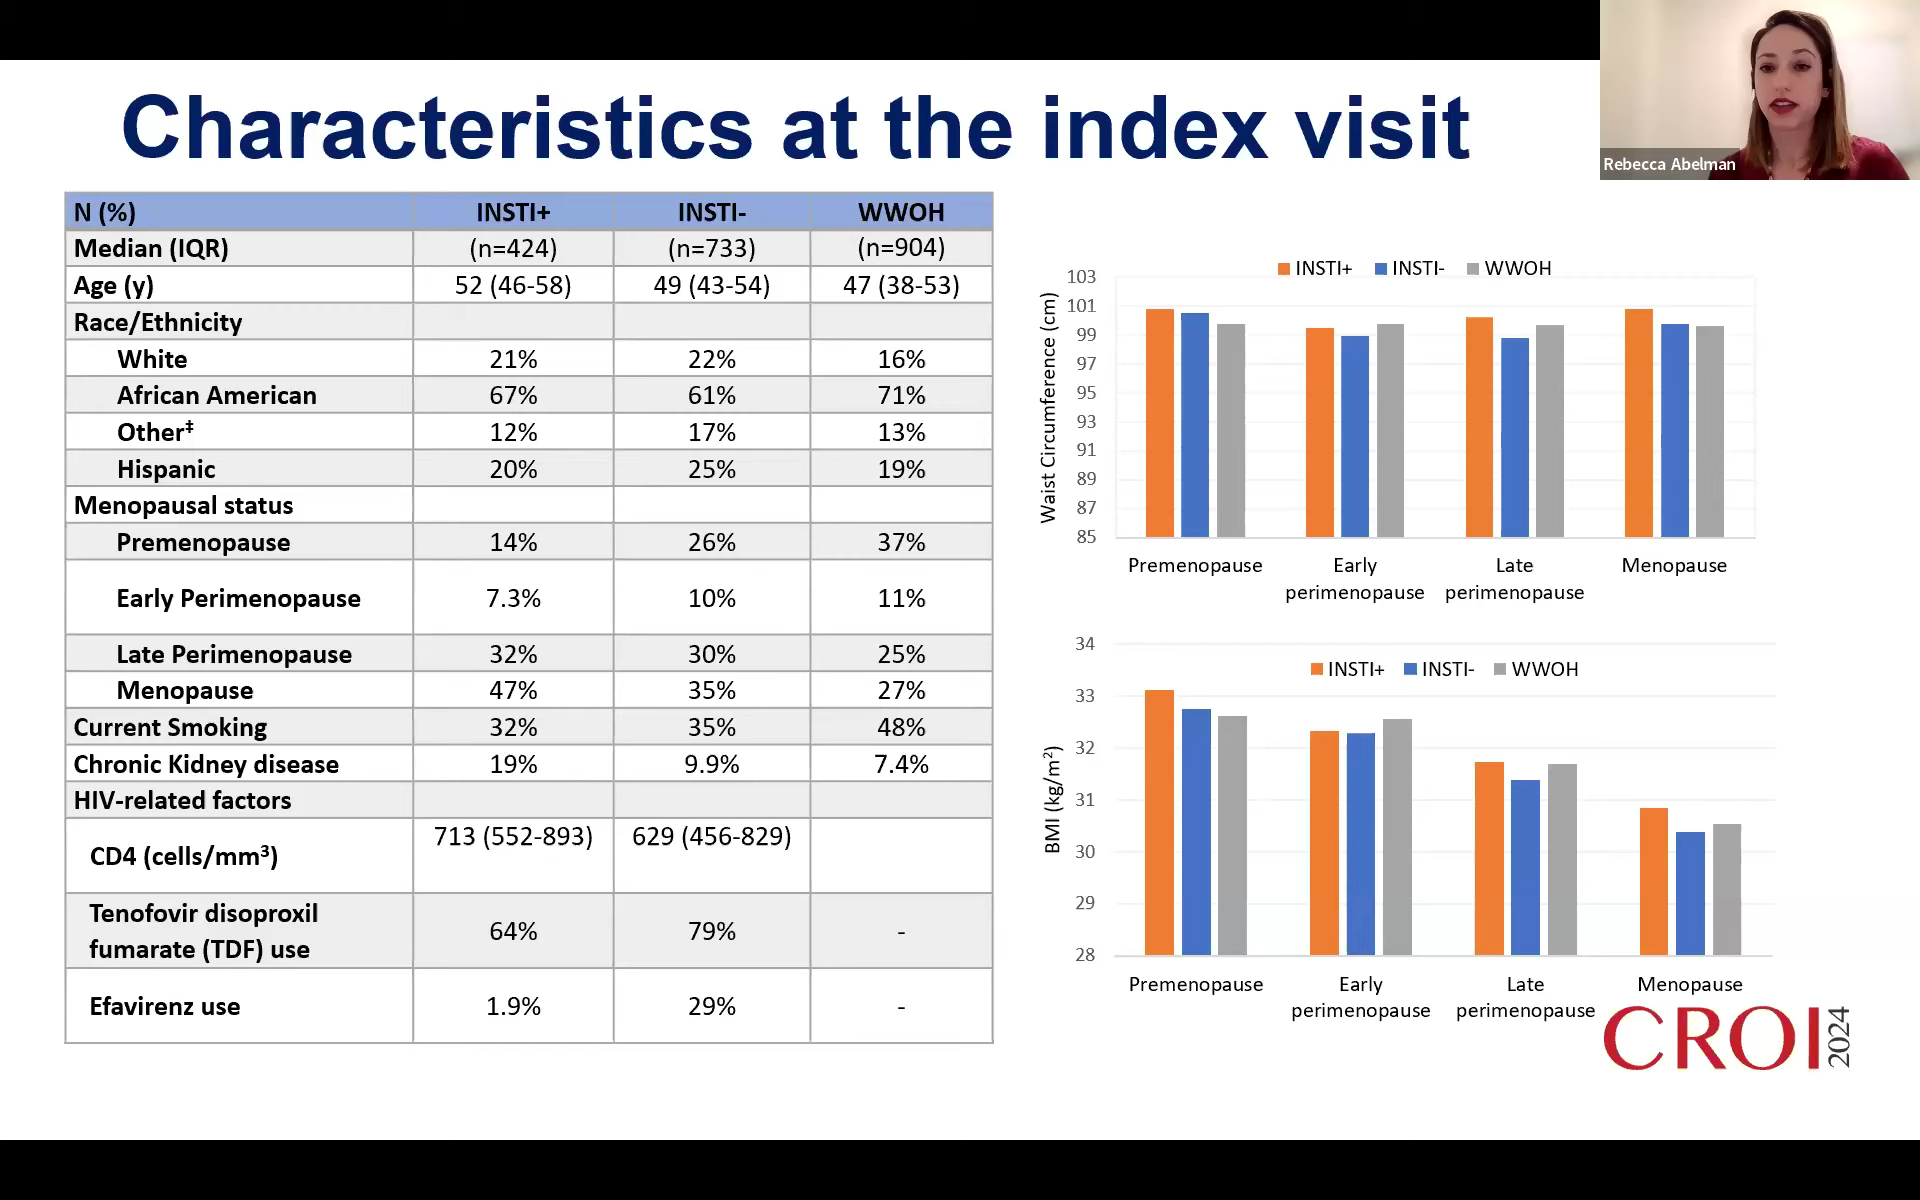 Characteristics at the index visit
Rebecca Abelman
N (%) INSTI+ INSTI- WWOH
Median (IQR) (n=424) (n=733) (n=904)
Age (y) 52 (46-58) 49 (43-54) 47 (38-53)
Race/Ethnicity
White 21% 22% 16%
African American 67% 61% 71%
Other‡ 12% 17% 13%
Hispanic 20% 25% 19%
Menopausal status
Premenopause 14% 26% 37%
Early Perimenopause 7.3% 10% 11%
Late Perimenopause 32% 30% 25%
Menopause 47% 35% 27%
Current Smoking 32% 35% 48%
Chronic Kidney disease 19% 9.9% 7.4%
HIV-related factors
CD4 (cells/mm³) 713 (552-893) 629 (456-829)
Tenofovir disoproxil
fumarate (TDF) use 64% 79% -
Efavirenz use 1.9% 29% -
INSTI+ INSTI- WWOH
Waist Circumference (cm)
103
101
99
97
95
93
91
89
87
85
Premenopause Early Late Menopause
perimenopause perimenopause
INSTI+ INSTI- WWOH
BMI (kg/m²)
34
33
32
31
30
29
28
Premenopause Early Late Menopause
perimenopause perimenopause
CROI 2024